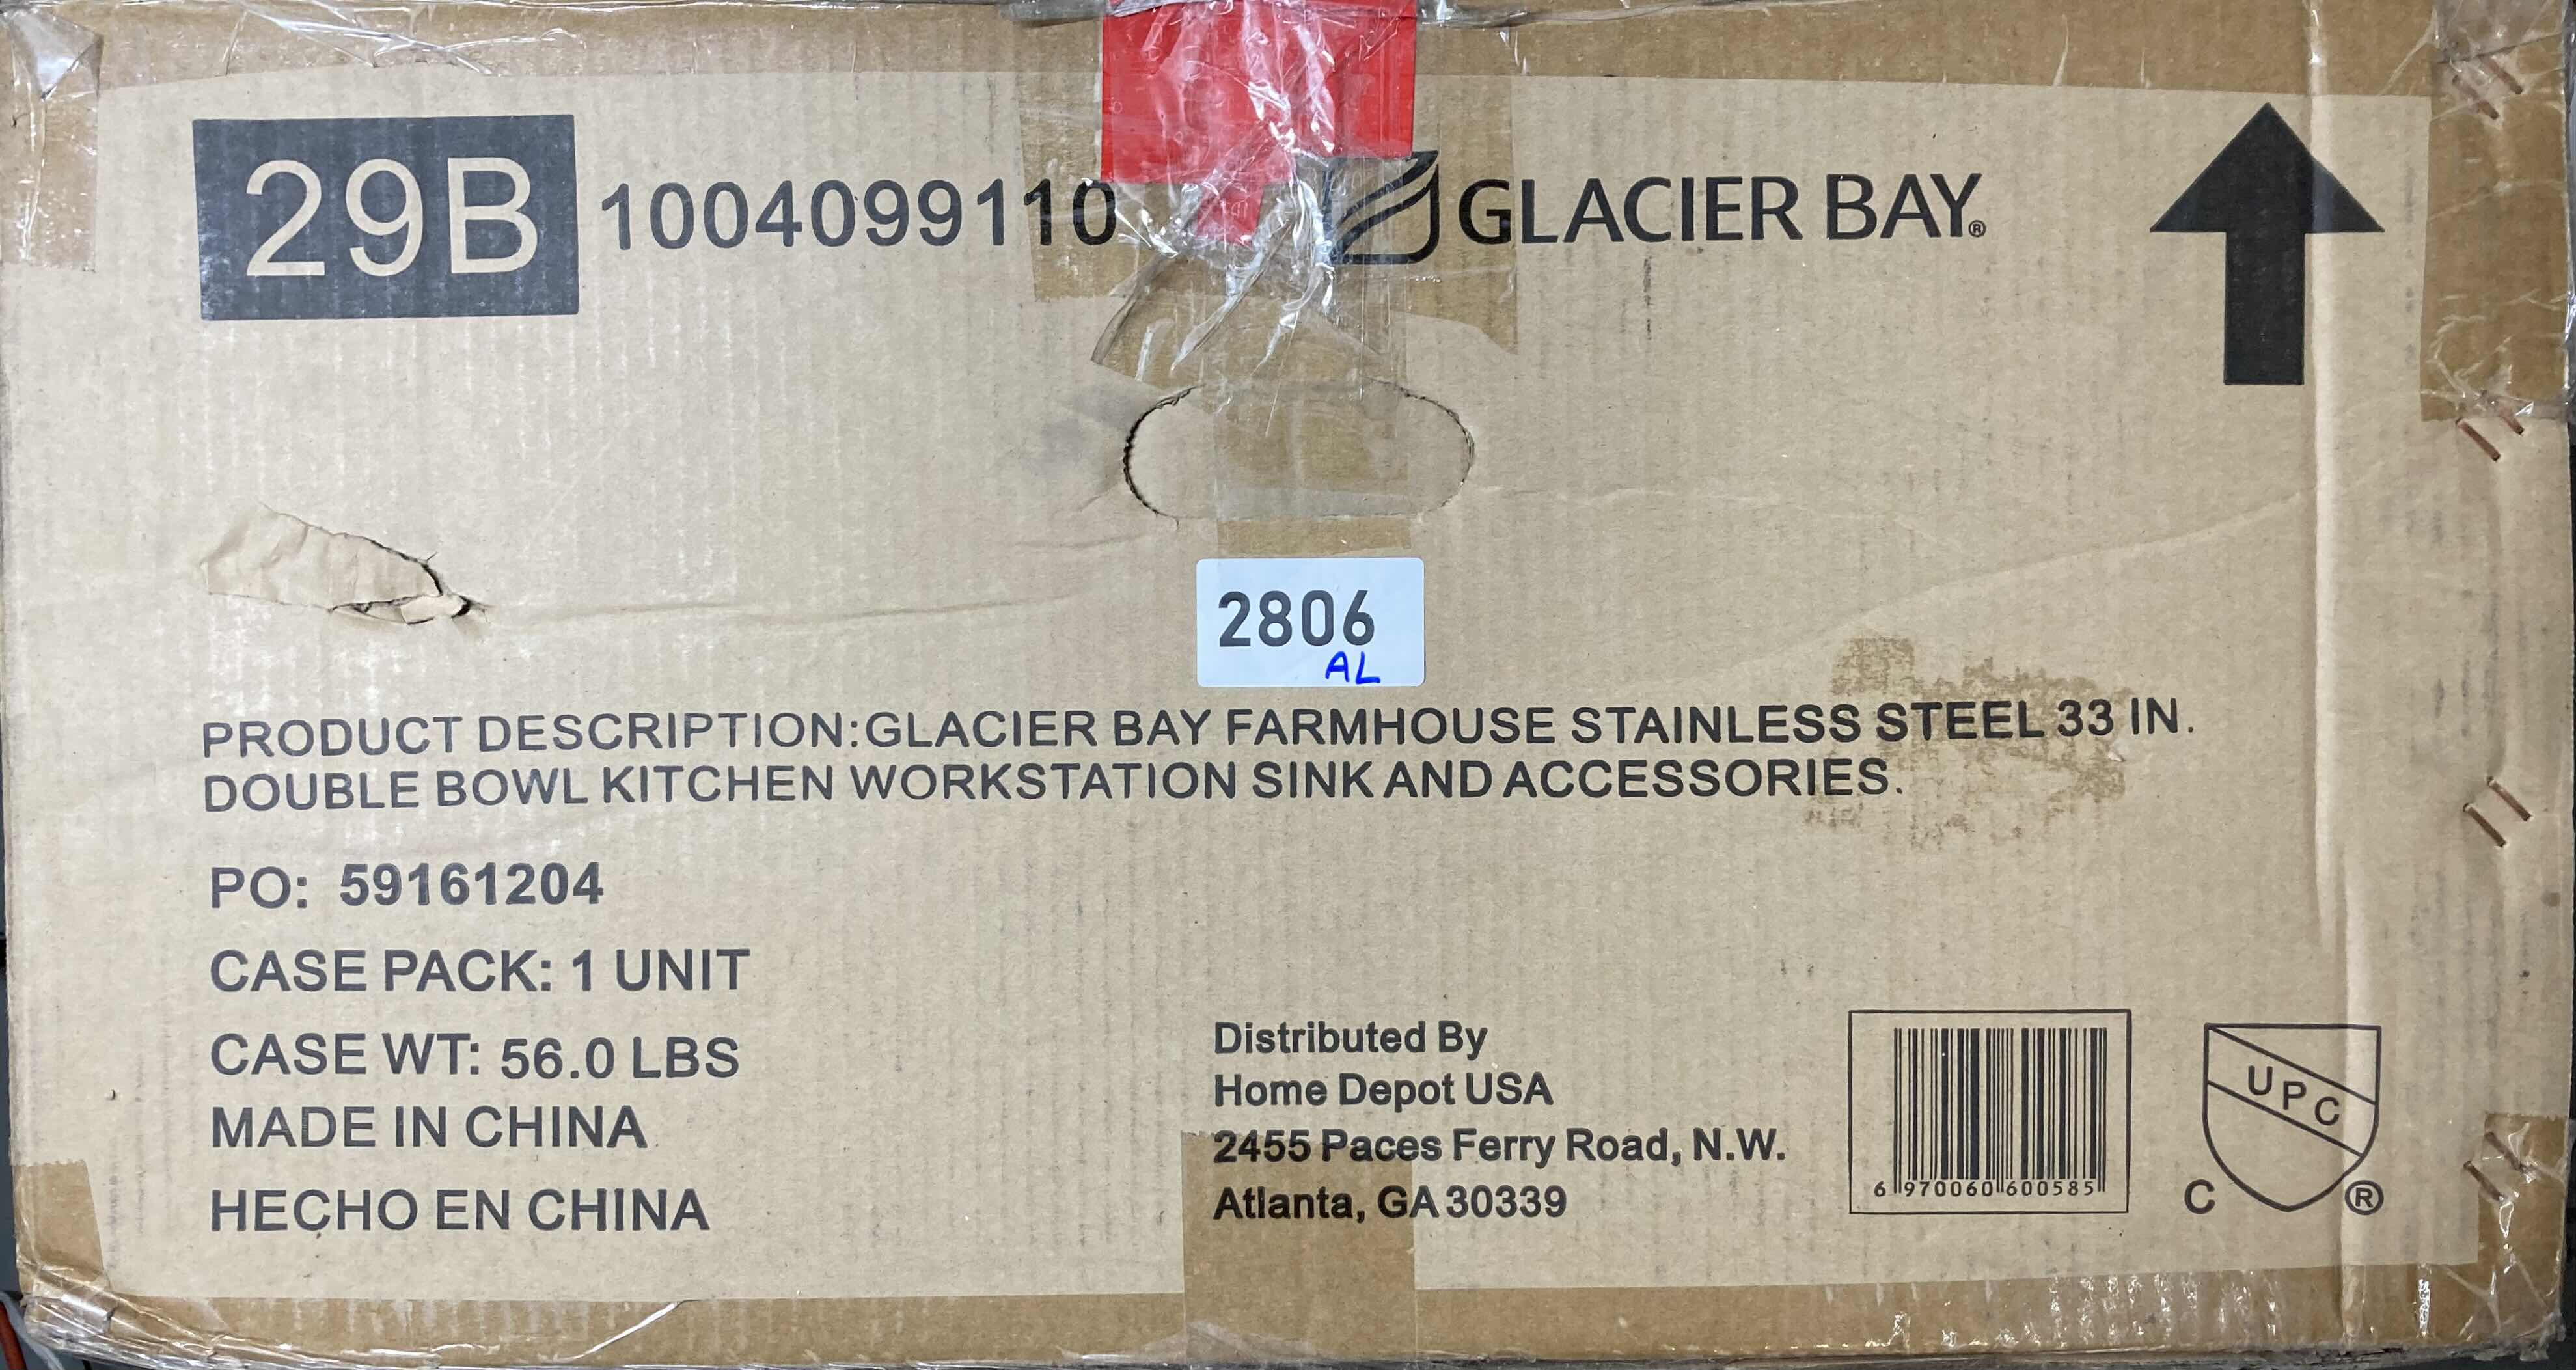 29B 1004099110 GLACIER BAY®
2806
AL
PRODUCT DESCRIPTION:GLACIER BAY FARMHOUSE STAINLESS STEEL 33 IN.
DOUBLE BOWL KITCHEN WORKSTATION SINK AND ACCESSORIES.
PO: 59161204
CASE PACK: 1 UNIT
CASE WT: 56.0 LBS
MADE IN CHINA
HECHO EN CHINA
Distributed By
Home Depot USA
2455 Paces Ferry Road, N.W.
Atlanta, GA 30339
6 970060 600585
UPC
C ®